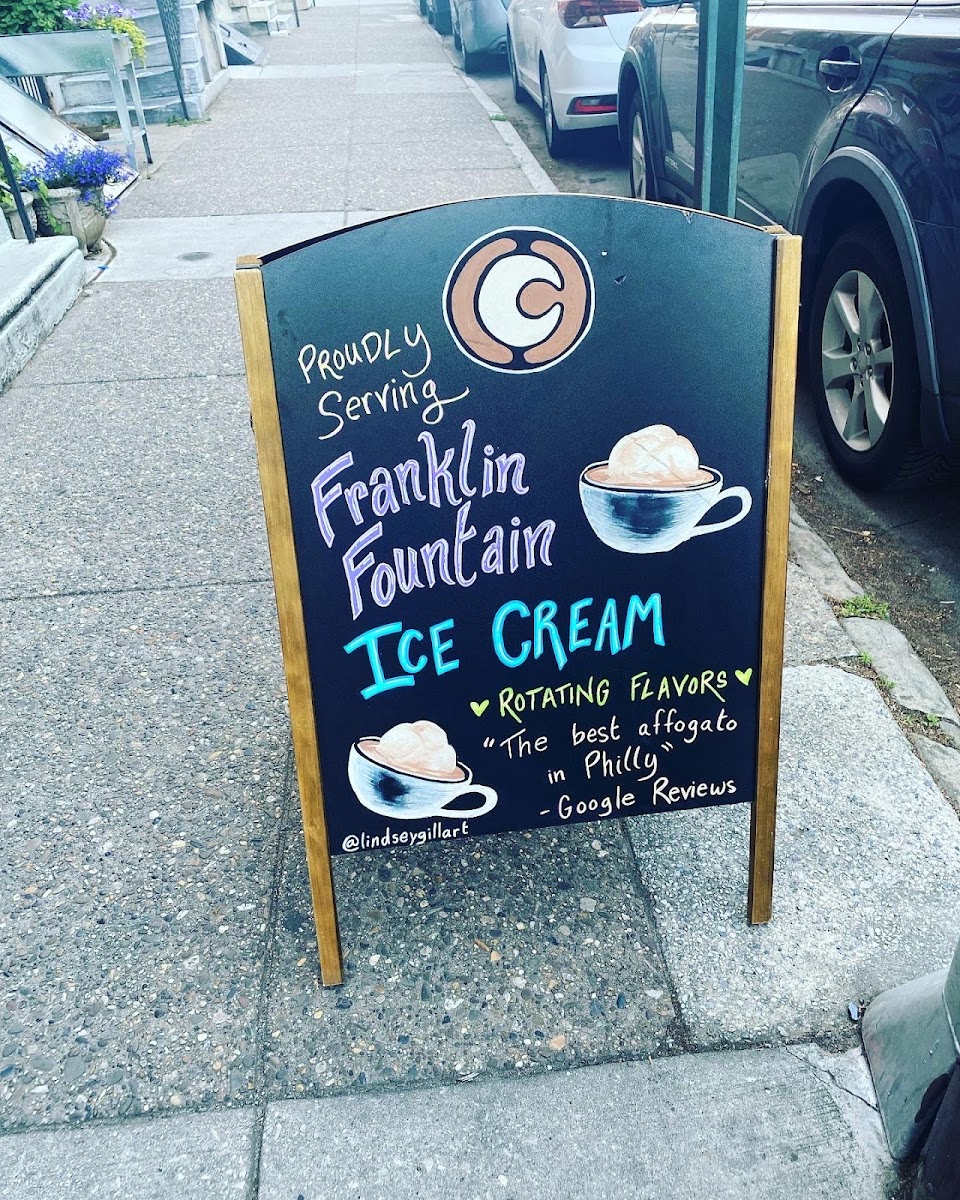 PROUDLY
Serving
Franklin
Fountain
ICE CREAM
ROTATING FLAVORS
"The best affogato
in Philly"
- Google Reviews
@lindseygillart